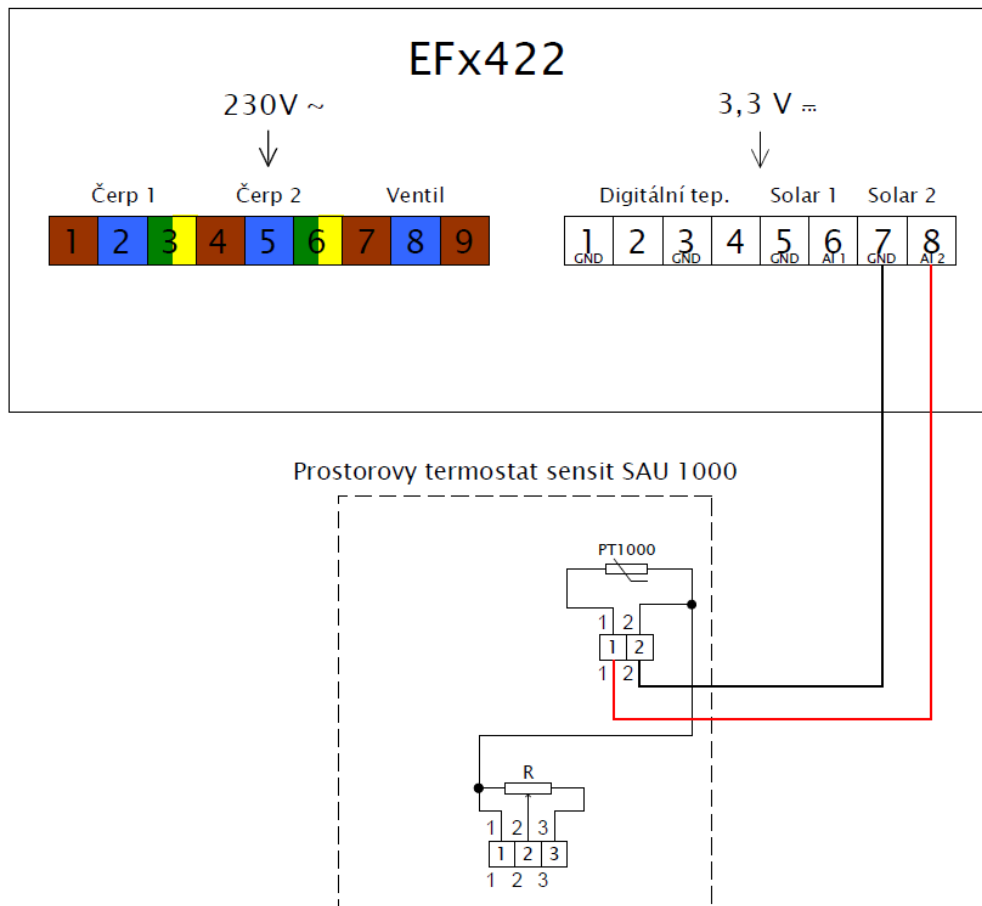 EFx422
230V ~ 3,3 V ⎓
Čerp 1 Čerp 2 Ventil Digitální tep. Solar 1 Solar 2
1 2 3 4 5 6 7 8 9 1 2 3 4 5 6 7 8
GND GND GND AI 1 GND AI 2
Prostorovy termostat sensit SAU 1000
PT1000
1 2
1 2
1 2
R
1 2 3
1 2 3
1 2 3